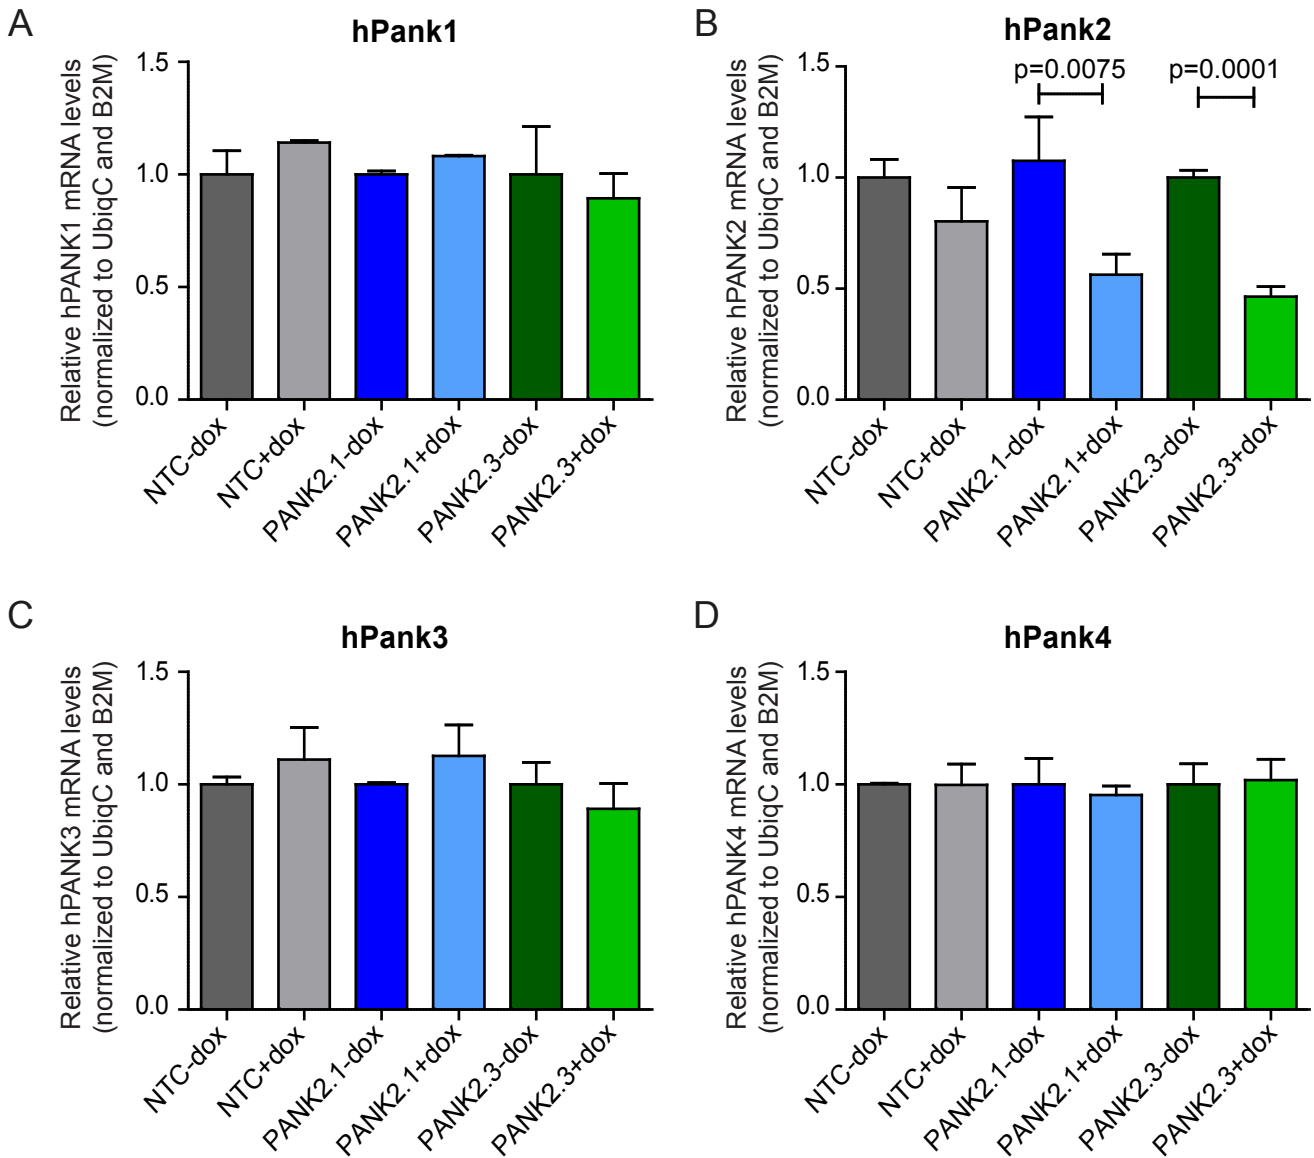 A
hPank1
Relative hPANK1 mRNA levels
(normalized to UbiqC and B2M)
1.5
1.0
0.5
0.0
NTC-dox
NTC+dox
PANK2.1-dox
PANK2.1+dox
PANK2.3-dox
PANK2.3+dox
B
hPank2
Relative hPANK2 mRNA levels
(normalized to UbiqC and B2M)
1.5
1.0
0.5
0.0
p=0.0075
p=0.0001
NTC-dox
NTC+dox
PANK2.1-dox
PANK2.1+dox
PANK2.3-dox
PANK2.3+dox
C
hPank3
Relative hPANK3 mRNA levels
(normalized to UbiqC and B2M)
1.5
1.0
0.5
0.0
NTC-dox
NTC+dox
PANK2.1-dox
PANK2.1+dox
PANK2.3-dox
PANK2.3+dox
D
hPank4
Relative hPANK4 mRNA levels
(normalized to UbiqC and B2M)
1.5
1.0
0.5
0.0
NTC-dox
NTC+dox
PANK2.1-dox
PANK2.1+dox
PANK2.3-dox
PANK2.3+dox